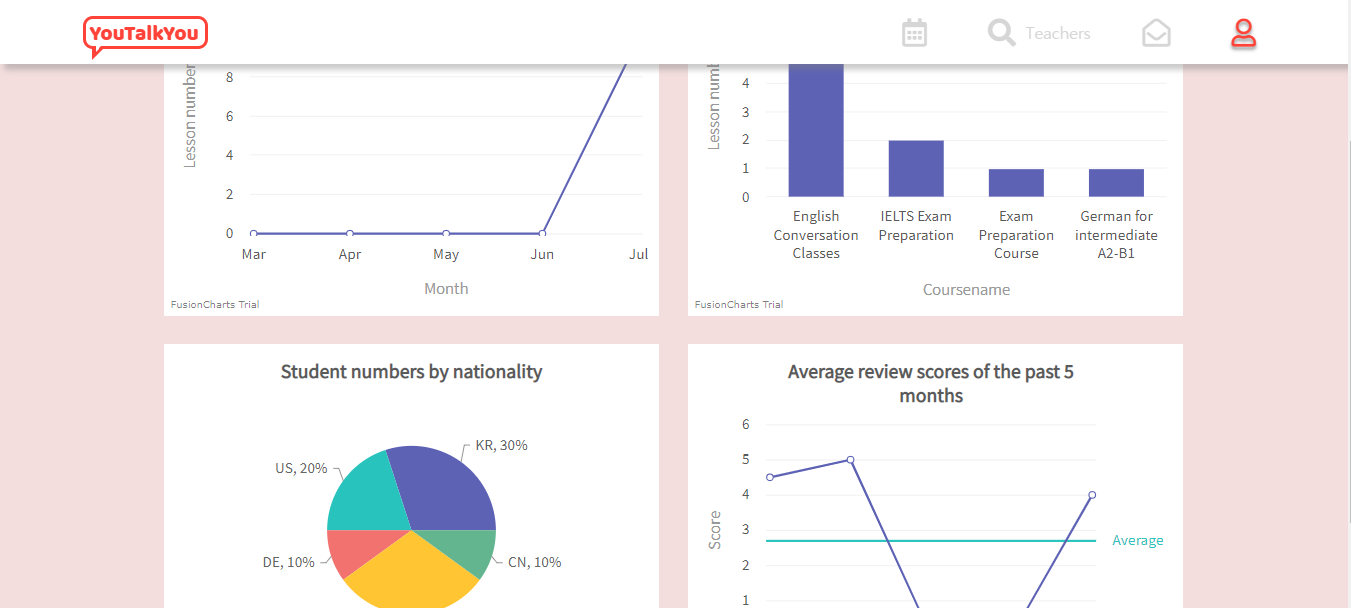 YouTalkYou
Teachers
Lesson number
8
6
4
2
0
Mar Apr May Jun Jul
Month
FusionCharts Trial
4
3
2
1
0
English Conversation Classes
IELTS Exam Preparation
Exam Preparation Course
German for intermediate A2-B1
Coursename
FusionCharts Trial
Student numbers by nationality
KR, 30%
US, 20%
DE, 10%
CN, 10%
Average review scores of the past 5
months
Score
6
5
4
3
2
1
Average